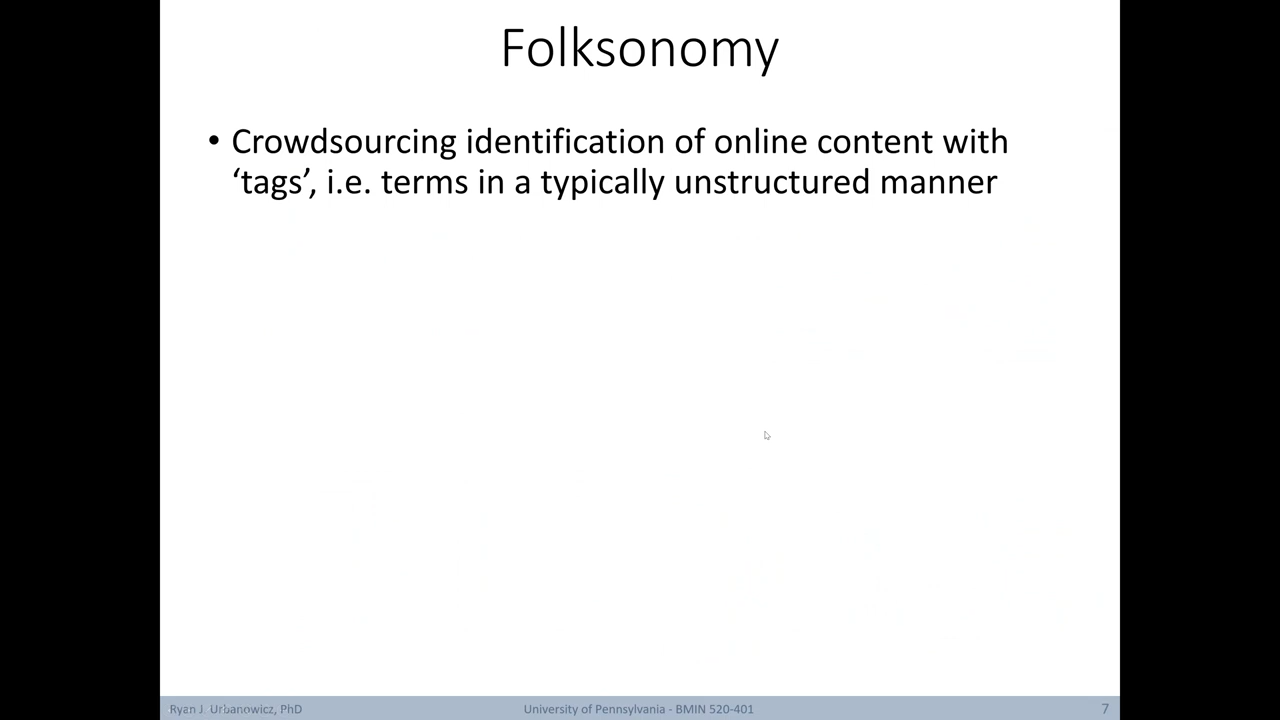 Folksonomy
• Crowdsourcing identification of online content with
‘tags’, i.e. terms in a typically unstructured manner
Ryan J. Urbanowicz, PhD
University of Pennsylvania - BMIN 520-401
7